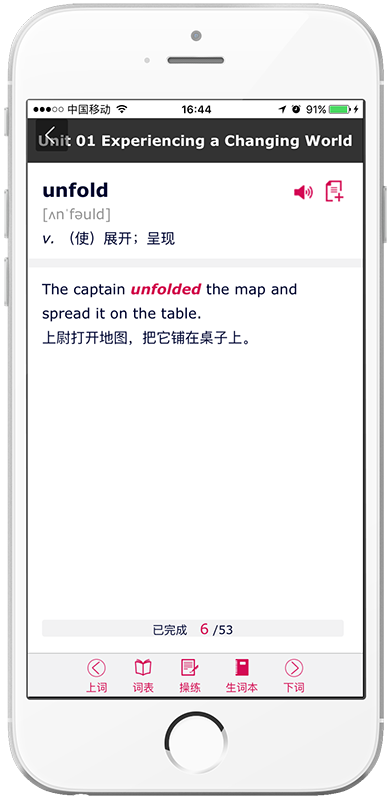 中国移动 16:44 91%
Unit 01 Experiencing a Changing World
unfold
[ʌnˈfəuld]
v. （使）展开；呈现
The captain unfolded the map and
spread it on the table.
上尉打开地图，把它铺在桌子上。
已完成 6 /53
上词 词表 操练 生词本 下词